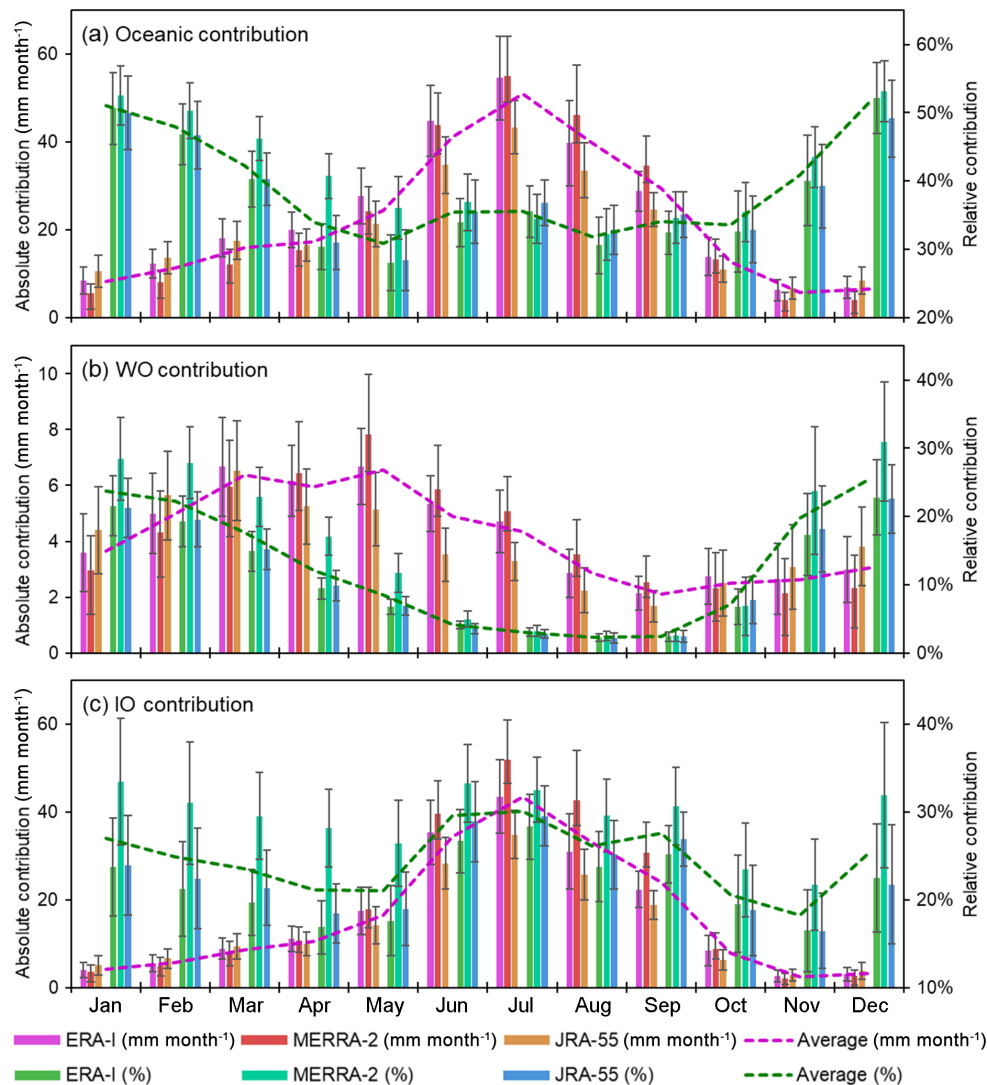 (a) Oceanic contribution
Absolute contribution (mm month⁻¹)
60
40
20
0
60%
50%
40%
30%
20%
Relative contribution
(b) WO contribution
Absolute contribution (mm month⁻¹)
10
8
6
4
2
0
40%
30%
20%
10%
0%
Relative contribution
(c) IO contribution
Absolute contribution (mm month⁻¹)
60
40
20
0
40%
30%
20%
10%
Relative contribution
Jan Feb Mar Apr May Jun Jul Aug Sep Oct Nov Dec
ERA-I (mm month⁻¹) MERRA-2 (mm month⁻¹) JRA-55 (mm month⁻¹) Average (mm month⁻¹)
ERA-I (%) MERRA-2 (%) JRA-55 (%) Average (%)